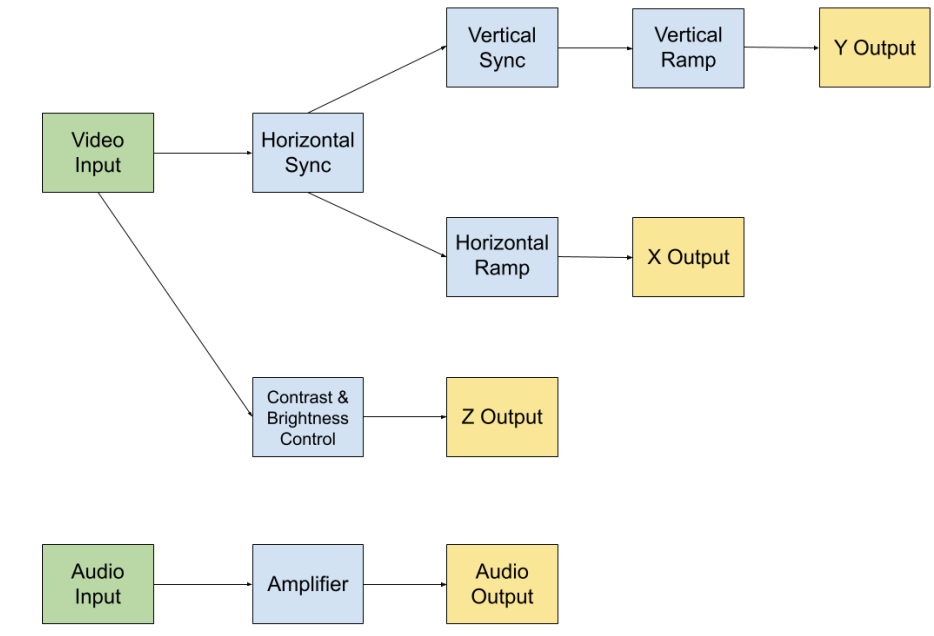 Vertical
Sync
Vertical
Ramp
Y Output
Video
Input
Horizontal
Sync
Horizontal
Ramp
X Output
Contrast &
Brightness
Control
Z Output
Audio
Input
Amplifier
Audio
Output